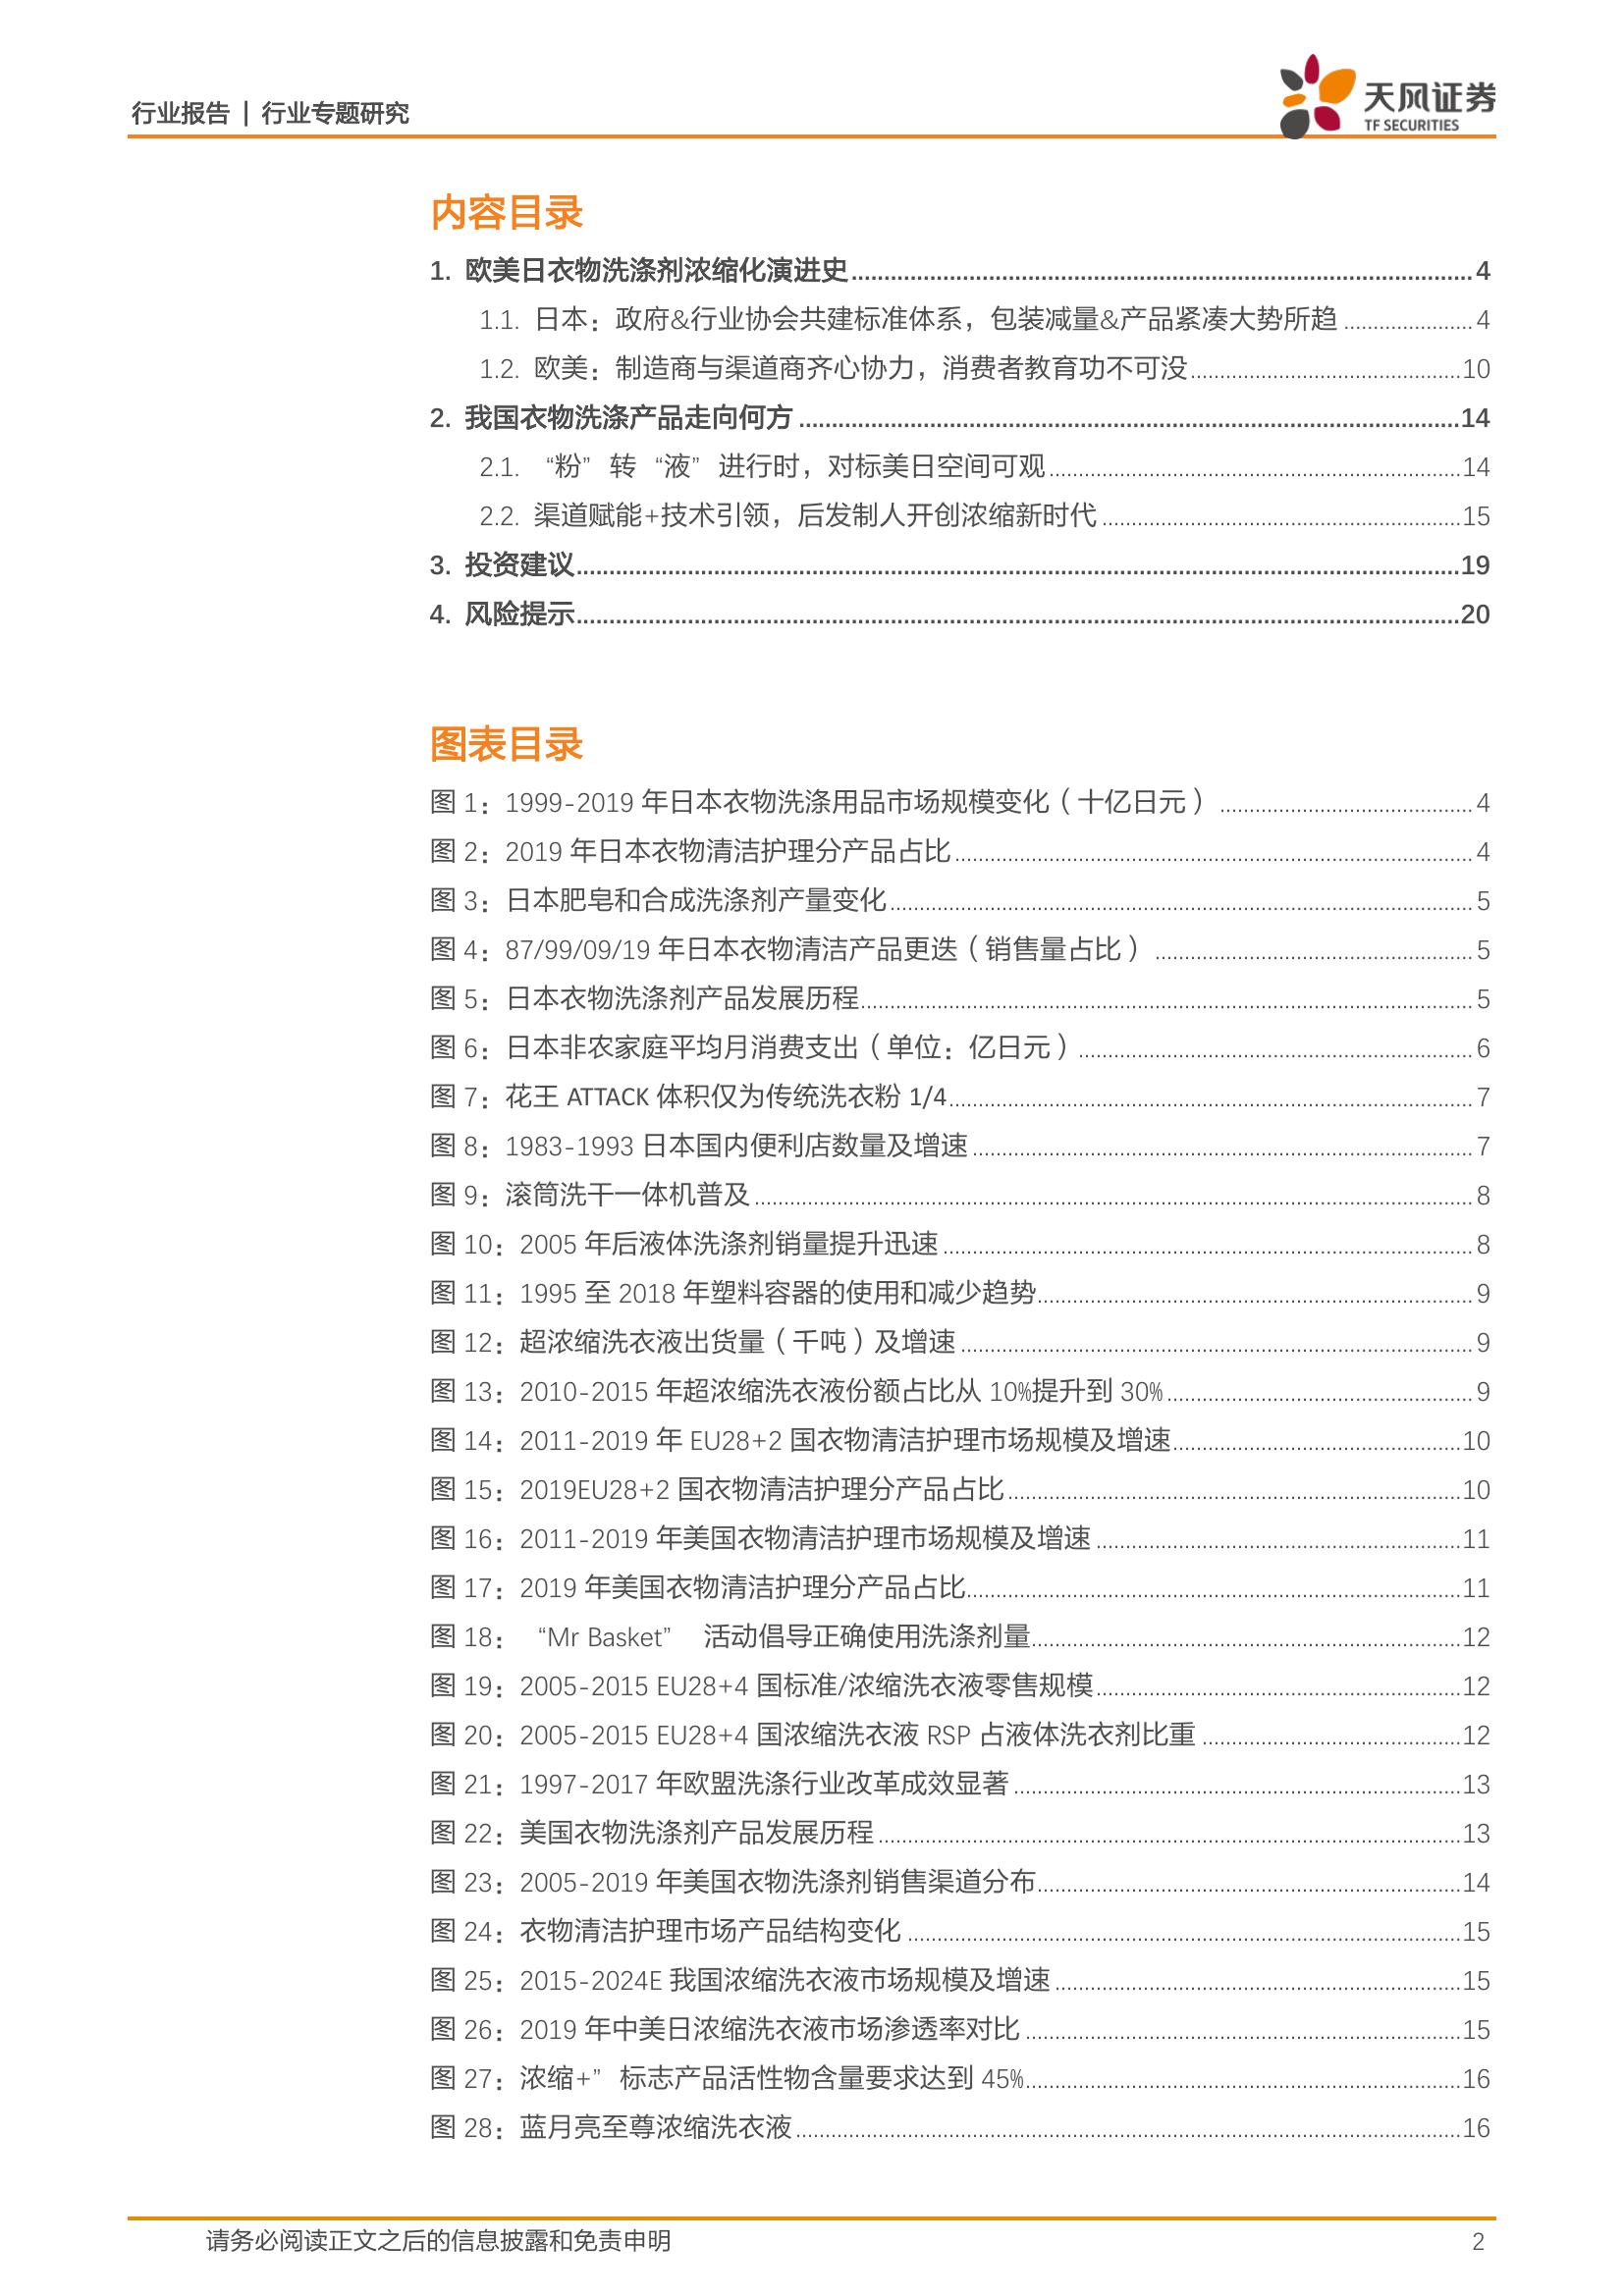 行业报告 | 行业专题研究
天风证券
TF SECURITIES
内容目录
1. 欧美日衣物洗涤剂浓缩化演进史 4
1.1. 日本：政府&行业协会共建标准体系，包装减量&产品紧凑大势所趋 4
1.2. 欧美：制造商与渠道商齐心协力，消费者教育功不可没 10
2. 我国衣物洗涤产品走向何方 14
2.1. “粉”转“液”进行时，对标美日空间可观 14
2.2. 渠道赋能+技术引领，后发制人开创浓缩新时代 15
3. 投资建议 19
4. 风险提示 20
图表目录
图 1：1999-2019 年日本衣物洗涤用品市场规模变化（十亿日元） 4
图 2：2019 年日本衣物清洁护理分产品占比 4
图 3：日本肥皂和合成洗涤剂产量变化 5
图 4：87/99/09/19 年日本衣物清洁产品更迭（销售量占比） 5
图 5：日本衣物洗涤剂产品发展历程 5
图 6：日本非农家庭平均月消费支出（单位：亿日元） 6
图 7：花王 ATTACK 体积仅为传统洗衣粉 1/4 7
图 8：1983-1993 日本国内便利店数量及增速 7
图 9：滚筒洗干一体机普及 8
图 10：2005 年后液体洗涤剂销量提升迅速 8
图 11：1995 至 2018 年塑料容器的使用和减少趋势 9
图 12：超浓缩洗衣液出货量（千吨）及增速 9
图 13：2010-2015 年超浓缩洗衣液份额占比从 10%提升到 30% 9
图 14：2011-2019 年 EU28+2 国衣物清洁护理市场规模及增速 10
图 15：2019EU28+2 国衣物清洁护理分产品占比 10
图 16：2011-2019 年美国衣物清洁护理市场规模及增速 11
图 17：2019 年美国衣物清洁护理分产品占比 11
图 18：“Mr Basket” 活动倡导正确使用洗涤剂量 12
图 19：2005-2015 EU28+4 国标准/浓缩洗衣液零售规模 12
图 20：2005-2015 EU28+4 国浓缩洗衣液 RSP 占液体洗衣剂比重 12
图 21：1997-2017 年欧盟洗涤行业改革成效显著 13
图 22：美国衣物洗涤剂产品发展历程 13
图 23：2005-2019 年美国衣物洗涤剂销售渠道分布 14
图 24：衣物清洁护理市场产品结构变化 15
图 25：2015-2024E 我国浓缩洗衣液市场规模及增速 15
图 26：2019 年中美日浓缩洗衣液市场渗透率对比 15
图 27：浓缩+”标志产品活性物含量要求达到 45% 16
图 28：蓝月亮至尊浓缩洗衣液 16
请务必阅读正文之后的信息披露和免责申明 2